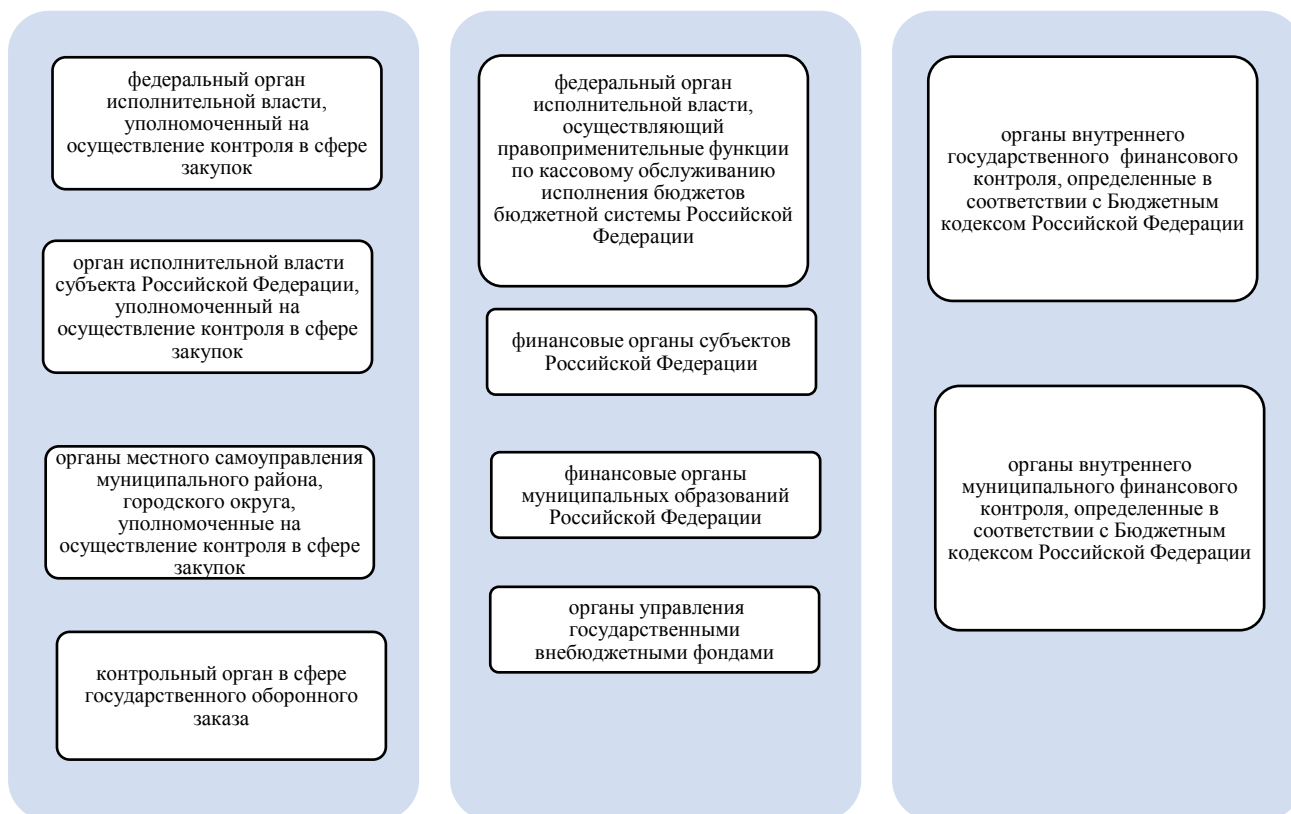 федеральный орган
исполнительной власти,
уполномоченный на
осуществление контроля в сфере
закупок
орган исполнительной власти
субъекта Российской Федерации,
уполномоченный на
осуществление контроля в сфере
закупок
органы местного самоуправления
муниципального района,
городского округа,
уполномоченные на
осуществление контроля в сфере
закупок
контрольный орган в сфере
государственного оборонного
заказа
федеральный орган
исполнительной власти,
осуществляющий
правоприменительные функции
по кассовому обслуживанию
исполнения бюджетов
бюджетной системы Российской
Федерации
финансовые органы субъектов
Российской Федерации
финансовые органы
муниципальных образований
Российской Федерации
органы управления
государственными
внебюджетными фондами
органы внутреннего
государственного финансового
контроля, определенные в
соответствии с Бюджетным
кодексом Российской Федерации
органы внутреннего
муниципального финансового
контроля, определенные в
соответствии с Бюджетным
кодексом Российской Федерации